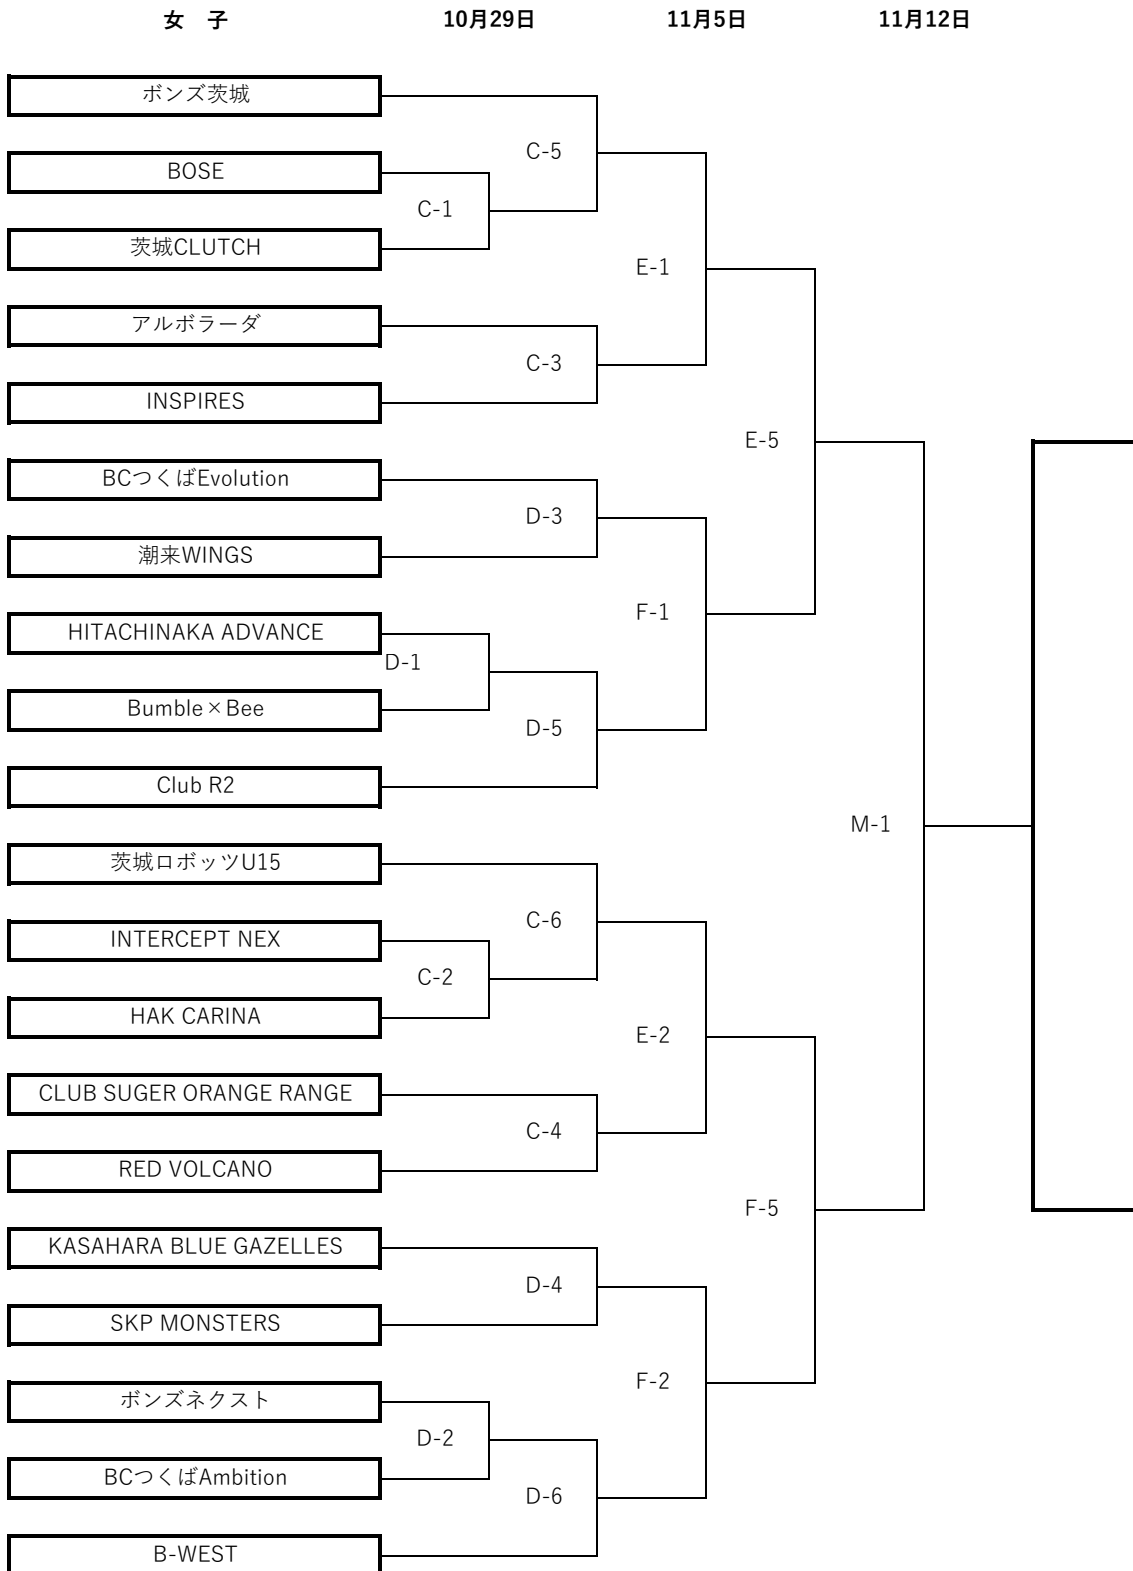 女　子 10月29日 11月5日 11月12日
ボンズ茨城
C-5
BOSE
C-1
茨城CLUTCH
E-1
アルボラーダ
C-3
INSPIRES
E-5
BCつくばEvolution
D-3
潮来WINGS
F-1
HITACHINAKA ADVANCE
D-1
Bumble×Bee
D-5
Club R2
M-1
茨城ロボッツU15
C-6
INTERCEPT NEX
C-2
HAK CARINA
E-2
CLUB SUGER ORANGE RANGE
C-4
RED VOLCANO
F-5
KASAHARA BLUE GAZELLES
D-4
SKP MONSTERS
F-2
ボンズネクスト
D-2
BCつくばAmbition
D-6
B-WEST